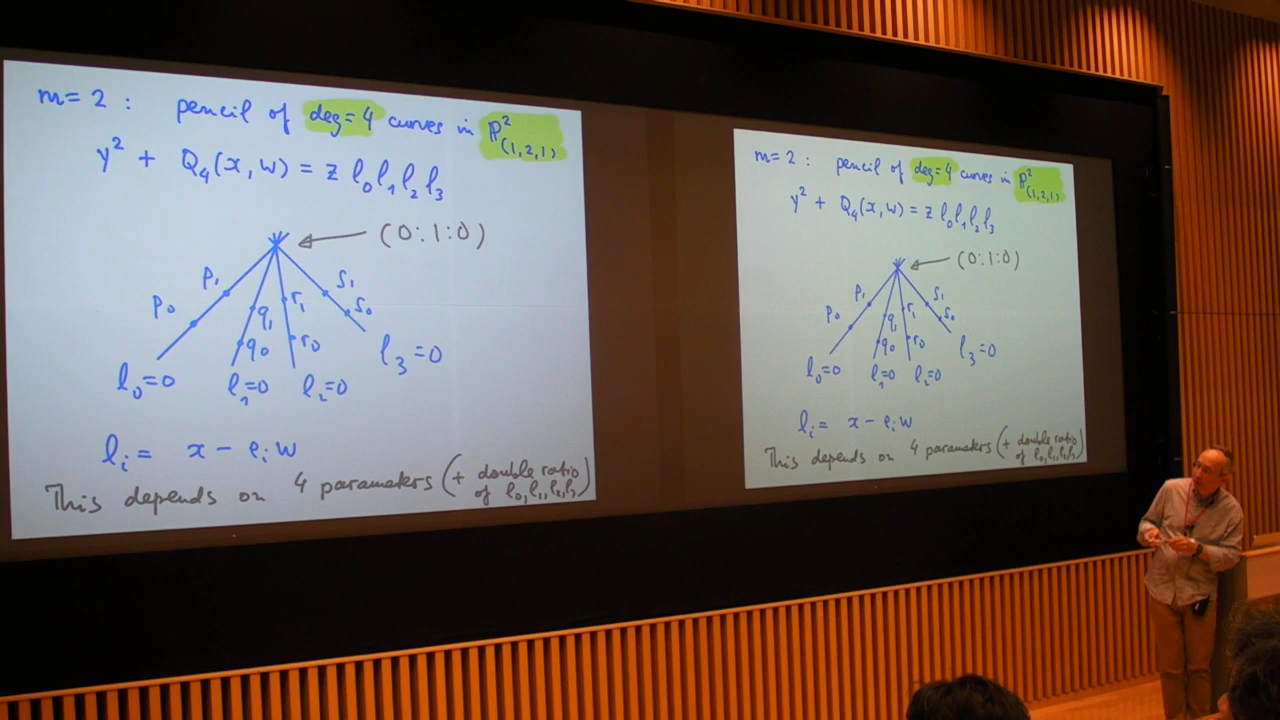 m=2 : pencil of deg=4 curves in ℙ²₍₁,₂,₁₎
y² + Q₄(x,w) = z l₀l₁l₂l₃
(0:1:0)
p₁ s₁
p₀ q₁ r₁ s₀
q₀ r₀
l₀=0 l₁=0 l₂=0 l₃=0
lᵢ = x - eᵢw
This depends on 4 parameters (+ double ratio of l₀,l₁,l₂,l₃)
m=2 : pencil of deg=4 curves in ℙ²₍₁,₂,₁₎
y² + Q₄(x,w) = z l₀l₁l₂l₃
(0:1:0)
p₁ s₁
p₀ q₁ r₁ s₀
q₀ r₀
l₀=0 l₁=0 l₂=0 l₃=0
lᵢ = x - eᵢw
This depends on 4 parameters (+ double ratio of l₀,l₁,l₂,l₃)